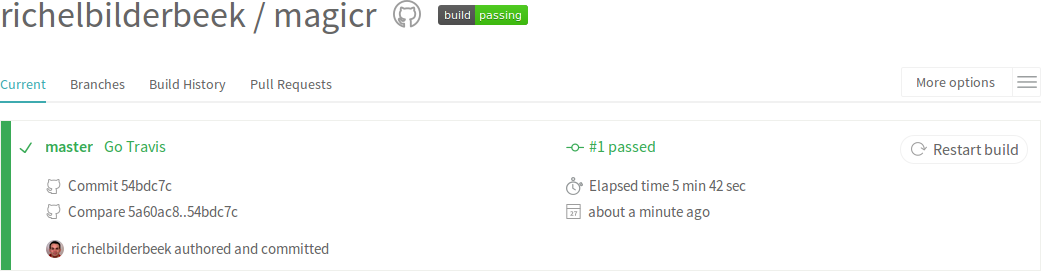 richelbilderbeek / magicr build passing
Current Branches Build History Pull Requests More options
master Go Travis #1 passed Restart build
Commit 54bdc7c Elapsed time 5 min 42 sec
Compare 5a60ac8..54bdc7c 27 about a minute ago
richelbilderbeek authored and committed